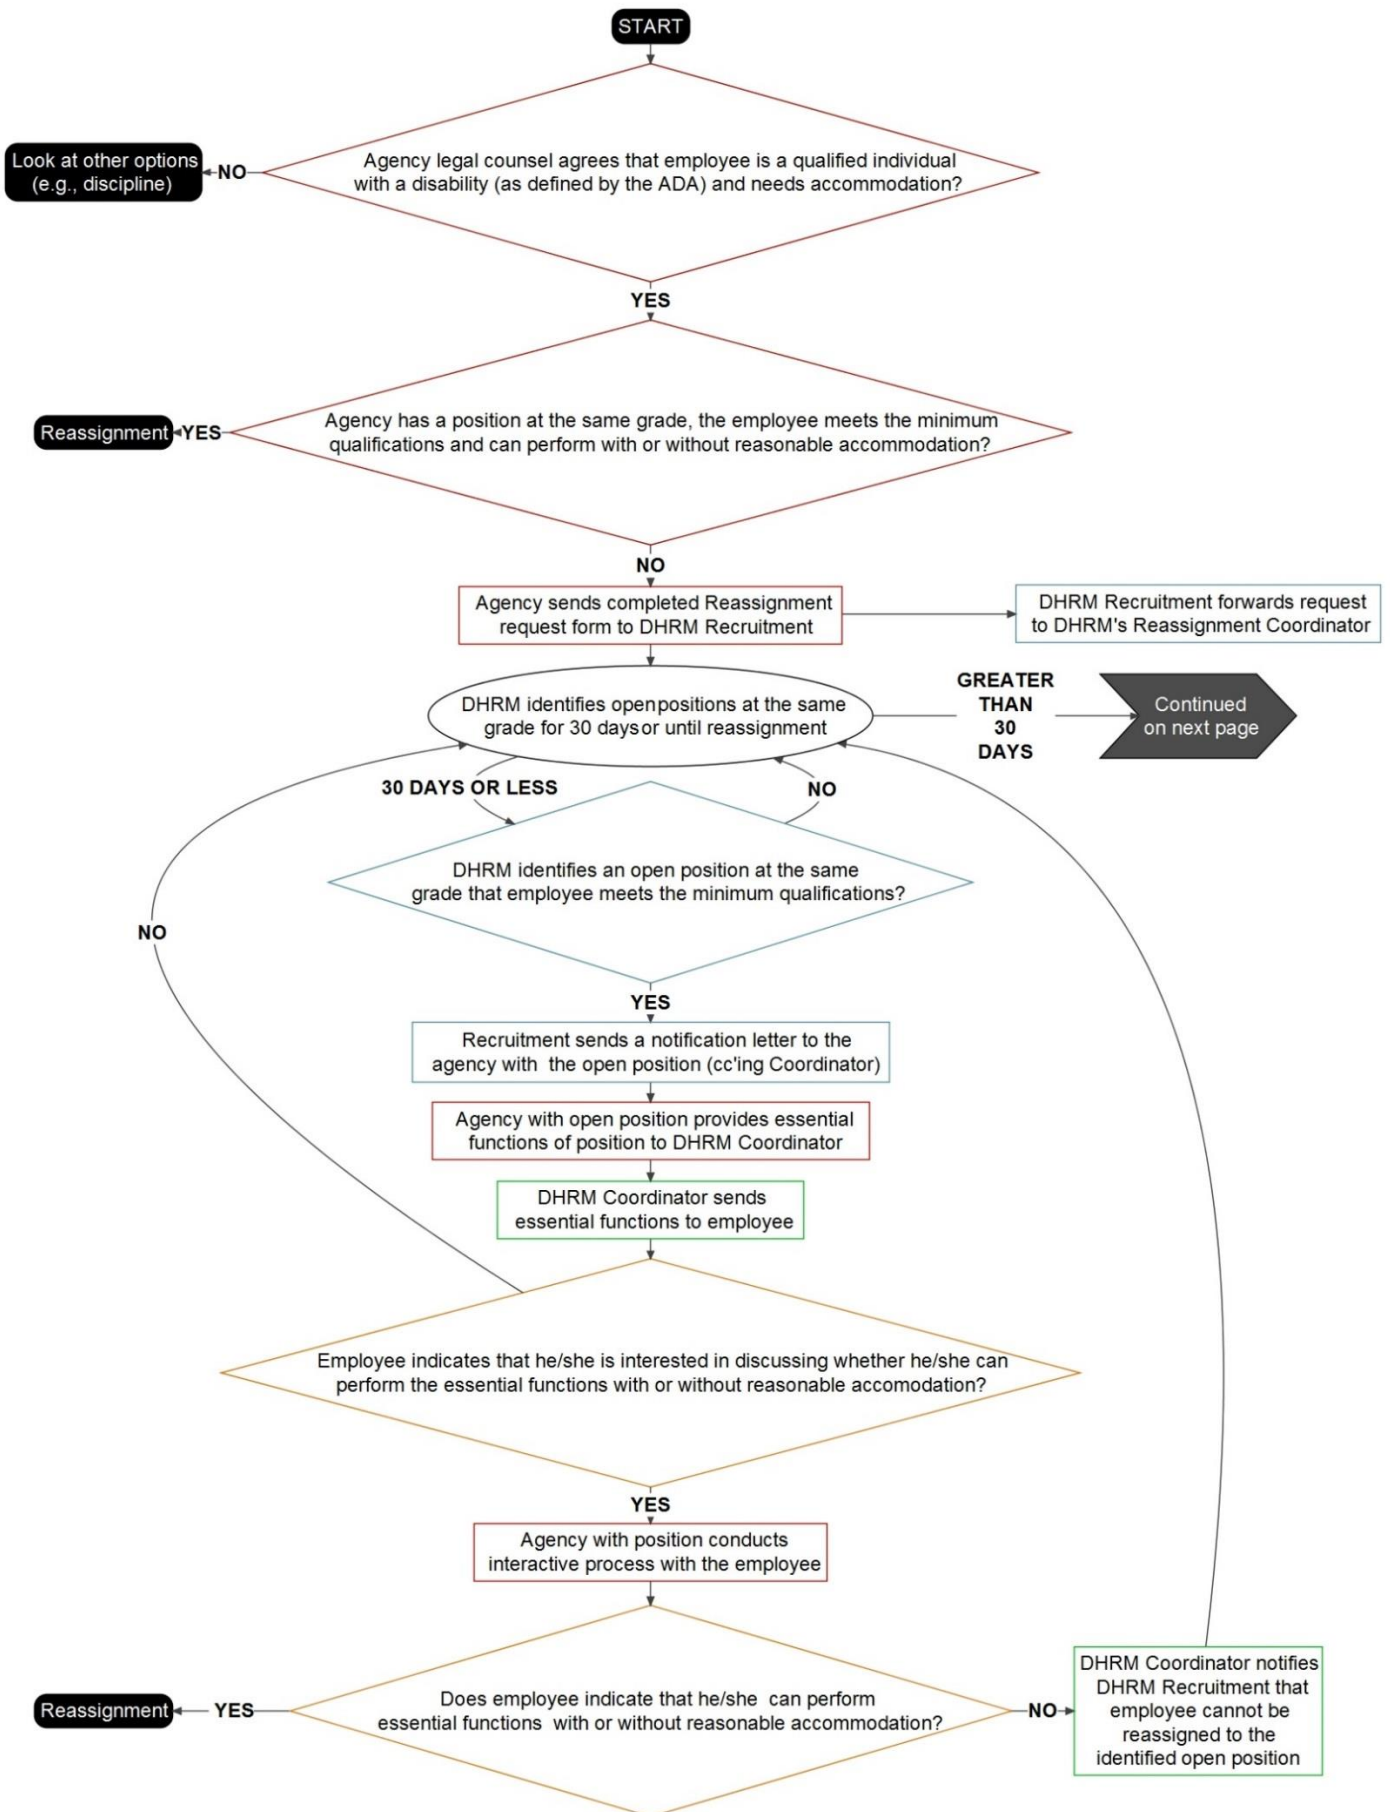 START
Agency legal counsel agrees that employee is a qualified individual
with a disability (as defined by the ADA) and needs accommodation?
NO
Look at other options
(e.g., discipline)
YES
Agency has a position at the same grade, the employee meets the minimum
qualifications and can perform with or without reasonable accommodation?
YES
Reassignment
NO
Agency sends completed Reassignment
request form to DHRM Recruitment
DHRM Recruitment forwards request
to DHRM's Reassignment Coordinator
DHRM identifies openpositions at the same
grade for 30 daysor until reassignment
GREATER
THAN
30
DAYS
Continued
on next page
30 DAYS OR LESS
NO
DHRM identifies an open position at the same
grade that employee meets the minimum qualifications?
NO
YES
Recruitment sends a notification letter to the
agency with  the open position (cc'ing Coordinator)
Agency with open position provides essential
functions of position to DHRM Coordinator
DHRM Coordinator sends
essential functions to employee
Employee indicates that he/she is interested in discussing whether he/she can
perform the essential functions with or without reasonable accomodation?
YES
Agency with position conducts
interactive process with the employee
Does employee indicate that he/she  can perform
essential functions  with or without reasonable accommodation?
YES
Reassignment
NO
DHRM Coordinator notifies
DHRM Recruitment that
employee cannot be
reassigned to the
identified open position